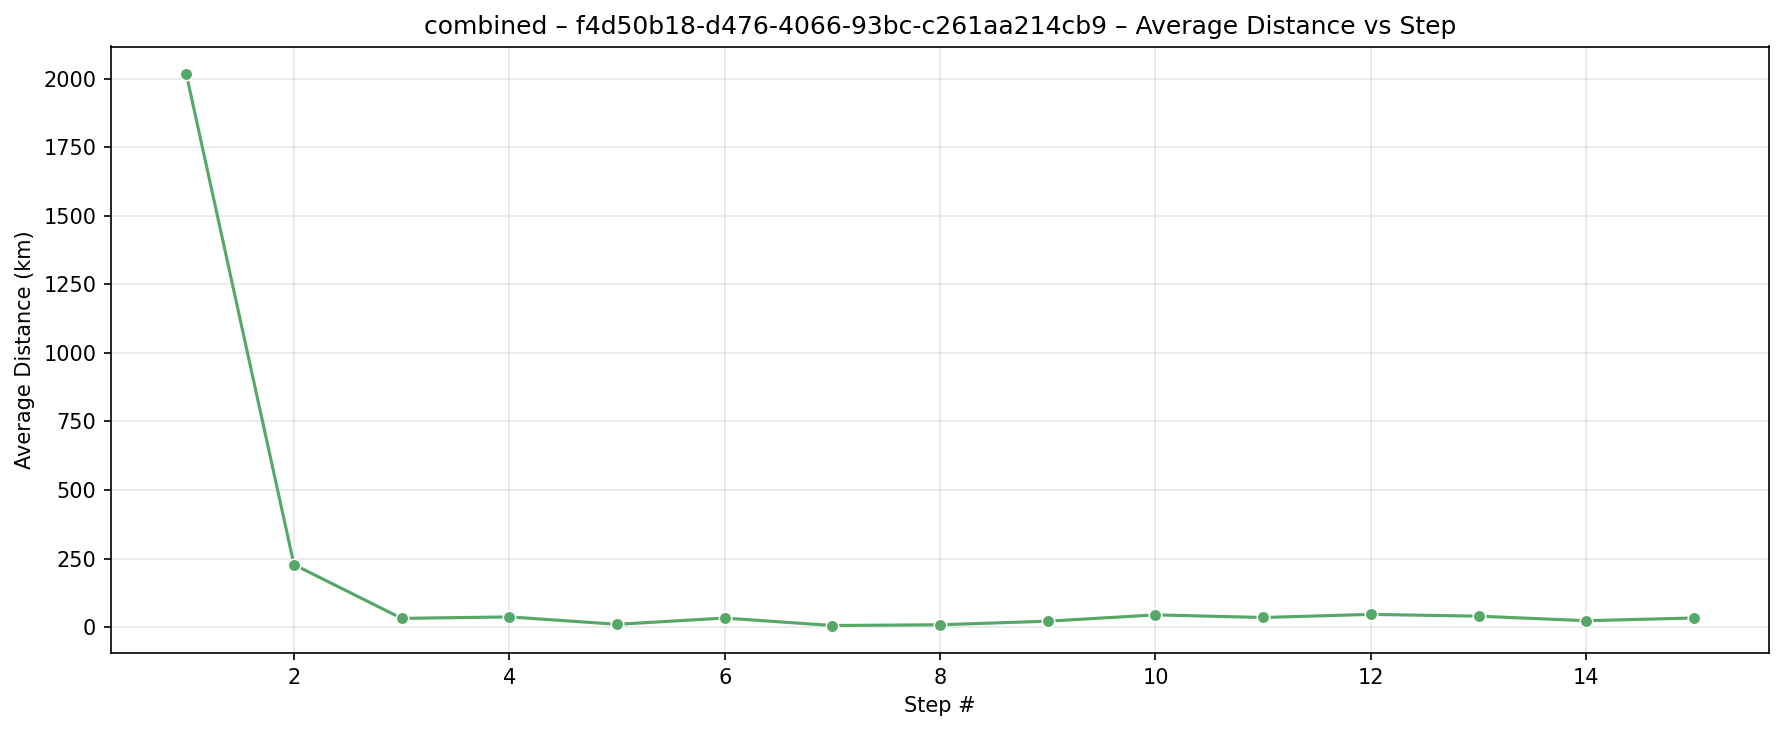 combined – f4d50b18-d476-4066-93bc-c261aa214cb9 – Average Distance vs Step
Average Distance (km)
2000
1750
1500
1250
1000
750
500
250
0
2 4 6 8 10 12 14
Step #